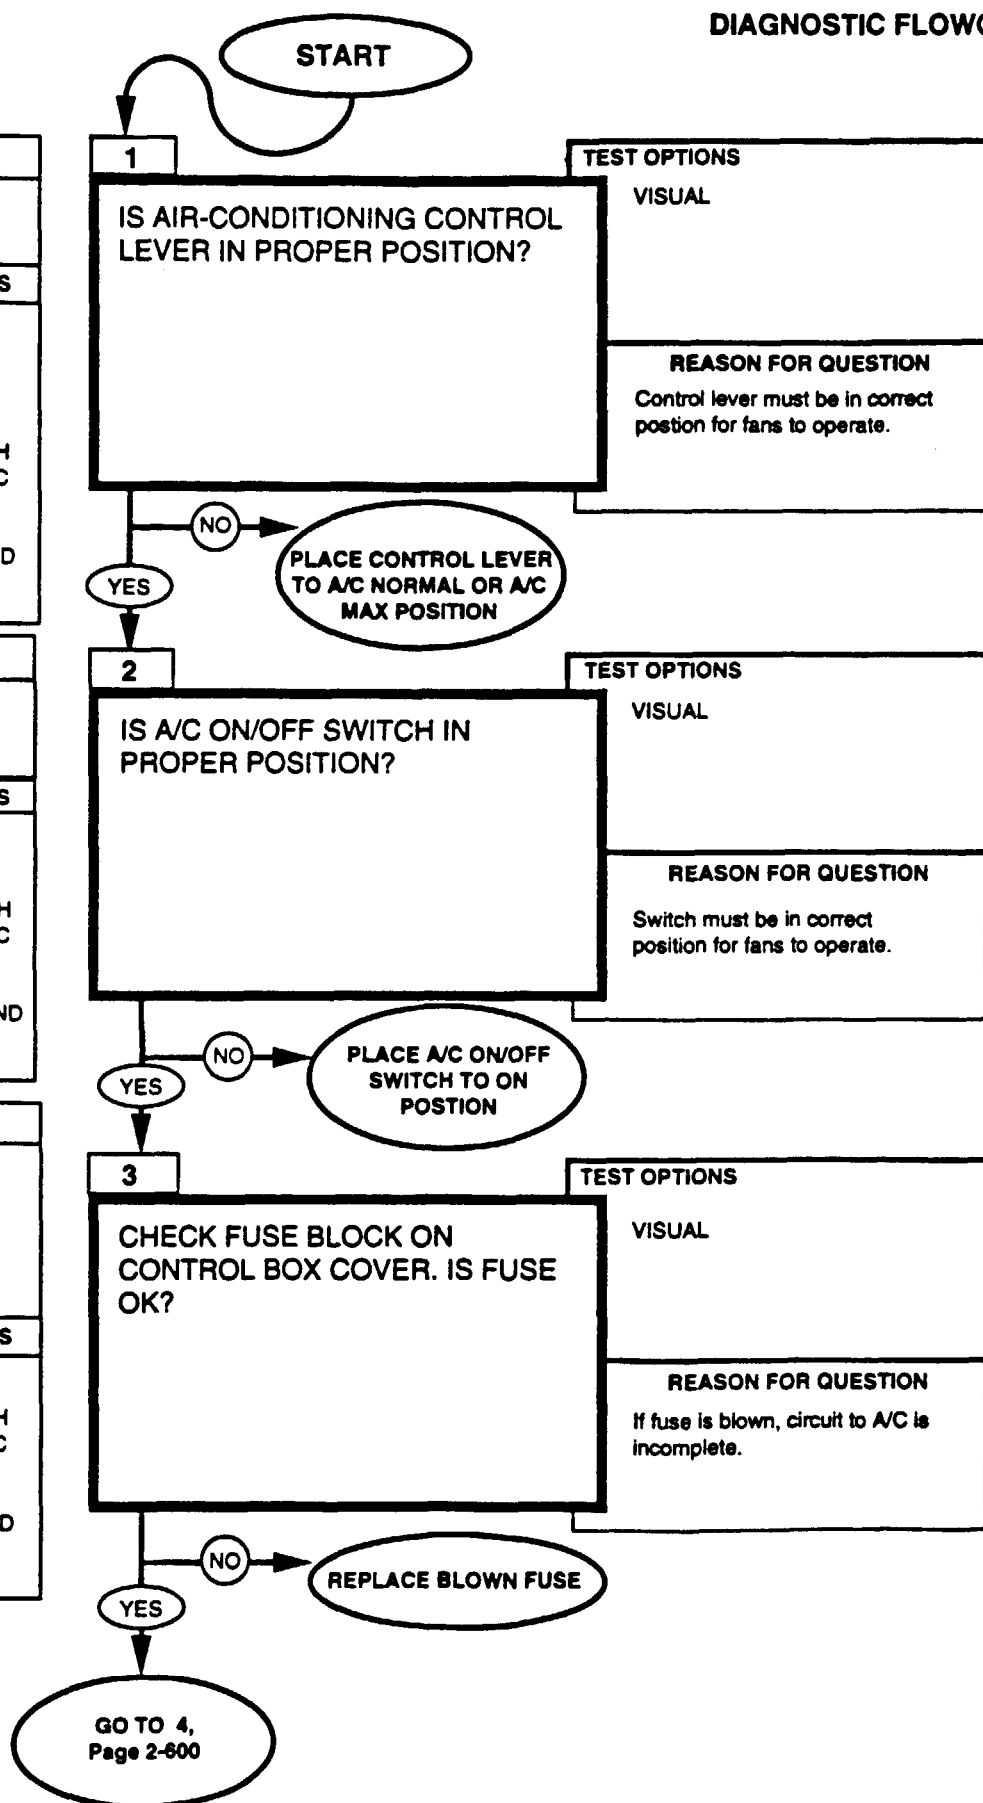 DIAGNOSTIC FLOW
START
1
TEST OPTIONS
VISUAL
IS AIR-CONDITIONING CONTROL
LEVER IN PROPER POSITION?
REASON FOR QUESTION
Control lever must be in correct
postion for fans to operate.
NO
PLACE CONTROL LEVER
TO A/C NORMAL OR A/C
MAX POSITION
YES
2
TEST OPTIONS
VISUAL
IS A/C ON/OFF SWITCH IN
PROPER POSITION?
REASON FOR QUESTION
Switch must be in correct
position for fans to operate.
NO
PLACE A/C ON/OFF
SWITCH TO ON
POSTION
YES
3
TEST OPTIONS
VISUAL
CHECK FUSE BLOCK ON
CONTROL BOX COVER. IS FUSE
OK?
REASON FOR QUESTION
If fuse is blown, circuit to A/C is
incomplete.
NO
REPLACE BLOWN FUSE
YES
GO TO 4,
Page 2-600
S
H
C
D
S
H
C
ND
S
H
C
D